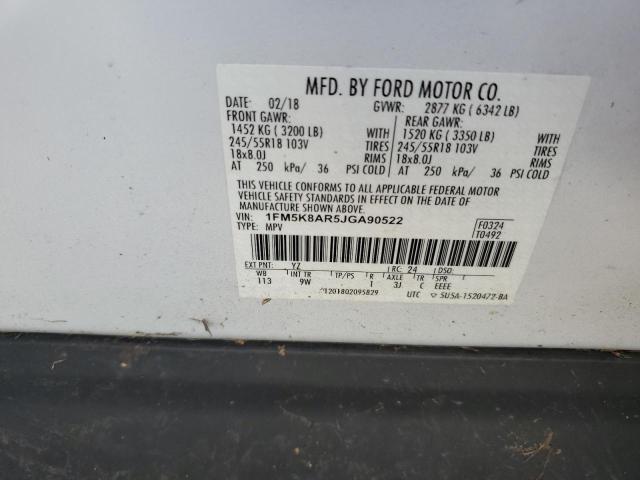 MFD. BY FORD MOTOR CO.
DATE: 02/18 GVWR: 2877 KG ( 6342 LB)
FRONT GAWR: REAR GAWR:
1452 KG ( 3200 LB) WITH 1520 KG ( 3350 LB) WITH
245/55R18 103V TIRES 245/55R18 103V TIRES
18x8.0J RIMS 18x8.0J RIMS
AT 250 kPa/ 36 PSI COLD AT 250 kPa/ 36 PSI COLD
THIS VEHICLE CONFORMS TO ALL APPLICABLE FEDERAL MOTOR
VEHICLE SAFETY STANDARDS IN EFFECT ON THE DATE OF
MANUFACTURE SHOWN ABOVE.
VIN: 1FM5K8AR5JGA90522
TYPE: MPV
F0324
T0492
EXT PNT: YZ RC: 24 DSO:
WB INT TR TP/PS R AXLE TR SPR
113 9W 1 3J C EEEE
1201802095829 UTC SU5A-1520472-BA